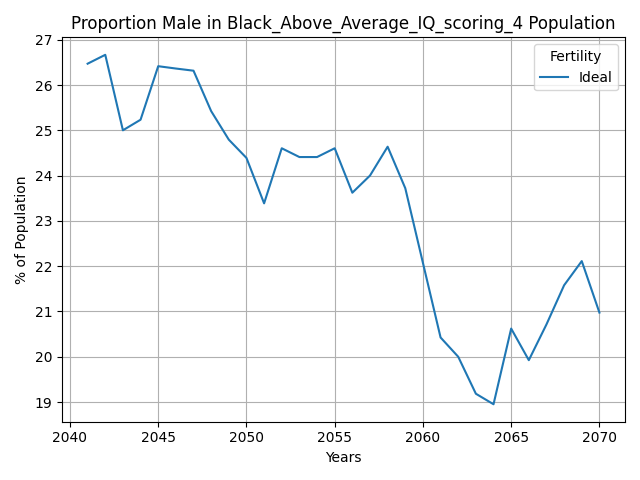 Proportion Male in Black_Above_Average_IQ_scoring_4 Population
27
26
25
24
23
22
21
20
19
% of Population
Fertility
Ideal
2040 2045 2050 2055 2060 2065 2070
Years